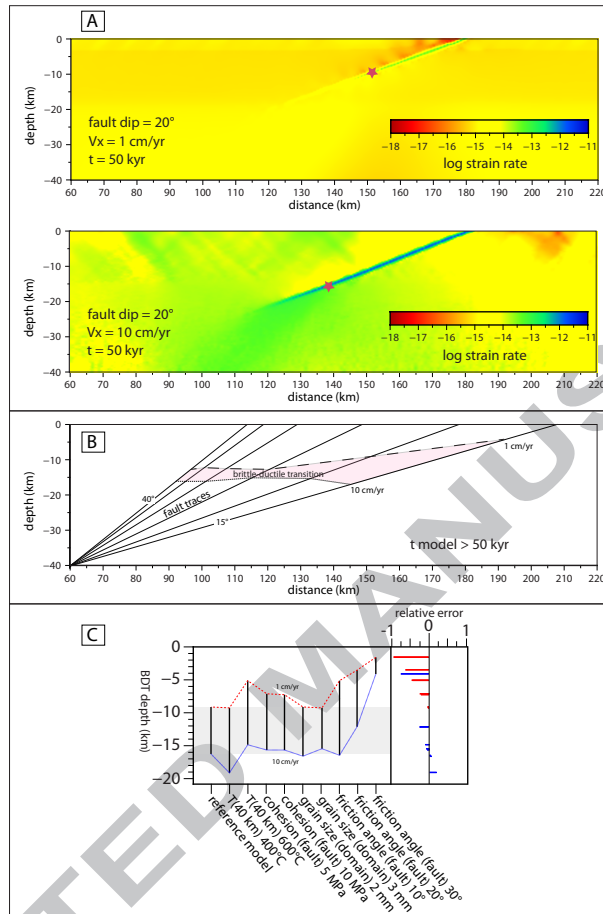 A
0
−10
−20
−30
−40
depth (km)
fault dip = 20°
Vx = 1 cm/yr
t = 50 kyr
−18 −17 −16 −15 −14 −13 −12 −11
log strain rate
60 70 80 90 100 110 120 130 140 150 160 170 180 190 200 210 220
distance (km)
0
−10
−20
−30
−40
depth (km)
fault dip = 20°
Vx = 10 cm/yr
t = 50 kyr
−18 −17 −16 −15 −14 −13 −12 −11
log strain rate
60 70 80 90 100 110 120 130 140 150 160 170 180 190 200 210 220
distance (km)
B
0
−10
−20
−30
−40
depth (km)
1 cm/yr
brittle-ductile transition
40°
10 cm/yr
fault traces
15°
t model > 50 kyr
60 70 80 90 100 110 120 130 140 150 160 170 180 190 200 210 220
distance (km)
C
relative error
-1 0 1
0
−5
−10
−15
−20
BDT depth (km)
1 cm/yr
10 cm/yr
reference model
T(40 km) 400°C
T(40 km) 600°C
cohesion (fault) 5 MPa
cohesion (fault) 10 MPa
grain size (domain) 2 mm
grain size (domain) 3 mm
friction angle (fault) 10°
friction angle (fault) 20°
friction angle (fault) 30°
TED MANUS